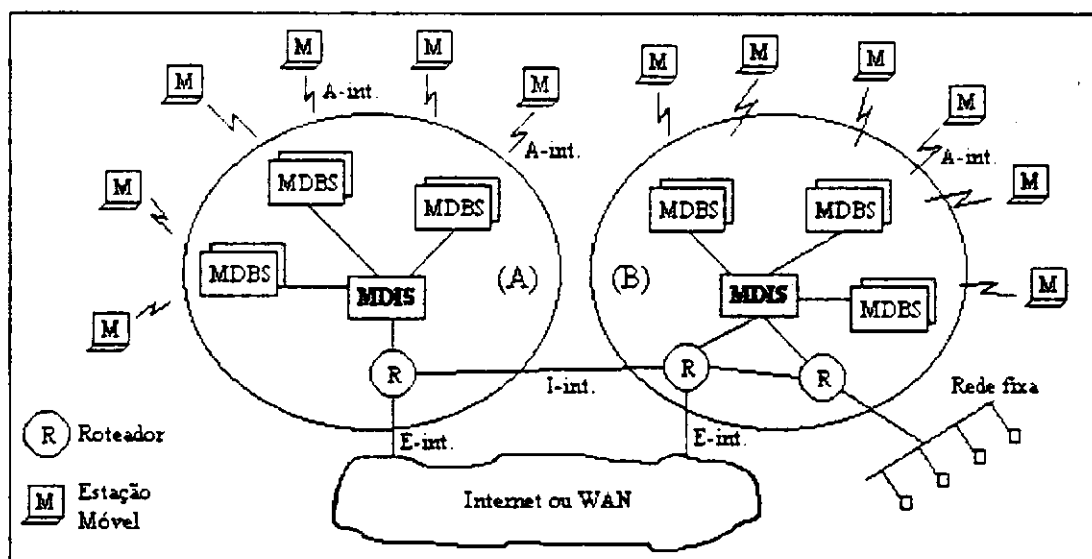 M
M
M
M
A-int.
M
M
M
A-int.
M
M
M
M
M
A-int.
M
M
MDBS
MDBS
MDBS
MDIS
(A)
R
(B)
MDBS
MDBS
MDBS
MDIS
R
R
I-int.
E-int.
E-int.
Rede fixa
R Roteador
M Estação
Móvel
Internet ou WAN